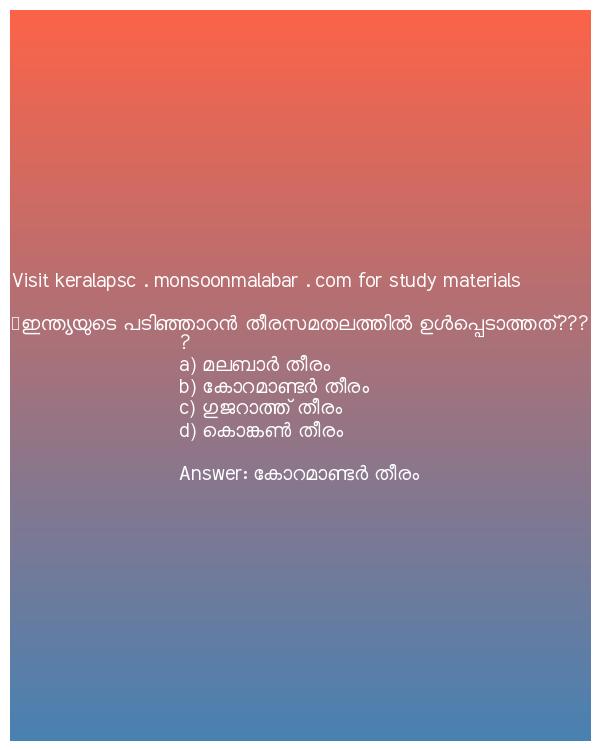 Visit keralapsc . monsoonmalabar . com for study materials
ഇന്ത്യയുടെ പടിഞ്ഞാറൻ തീരസമതലത്തിൽ ഉൾപ്പെടാത്തത്???
?
a) മലബാർ തീരം
b) കോറമാണ്ടർ തീരം
c) ഗുജറാത്ത് തീരം
d) കൊങ്കൺ തീരം
Answer: കോറമാണ്ടർ തീരം